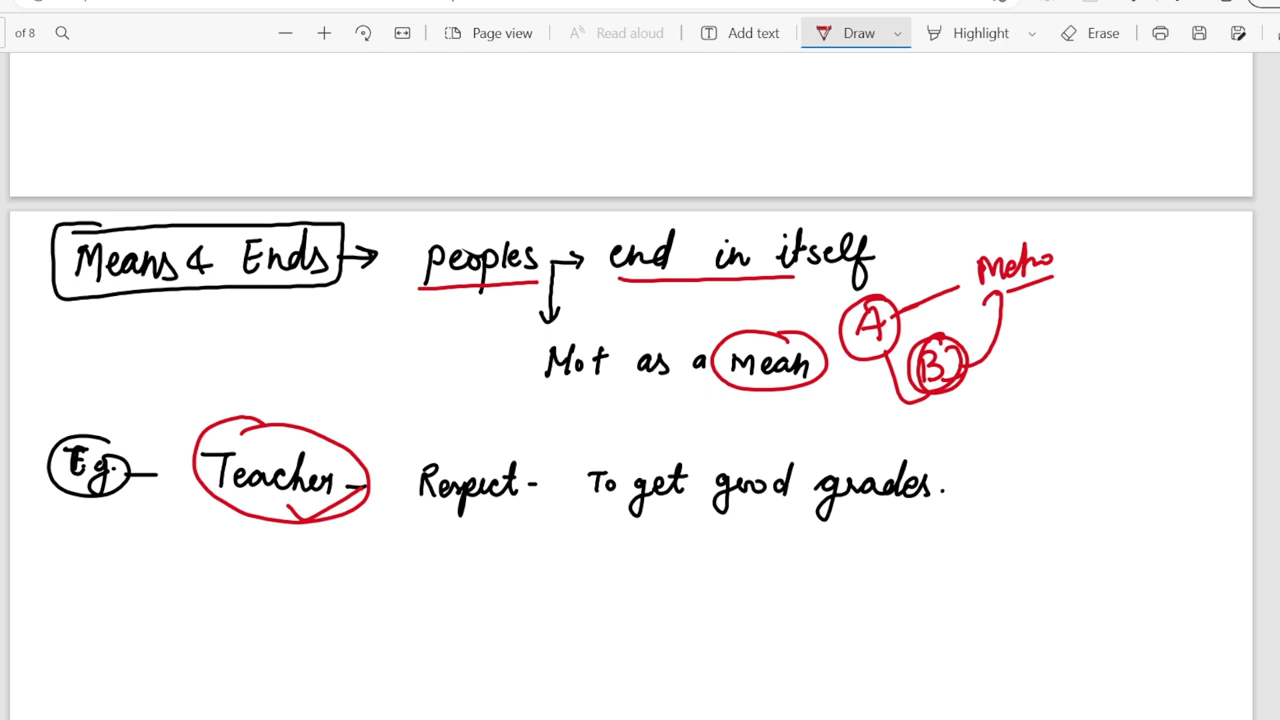 of 8 Page view Read aloud Add text Draw Highlight Erase
Means & Ends → peoples → end in itself
Metro
A
B
Not as a mean
Eg. — Teacher - Respect - To get good grades.